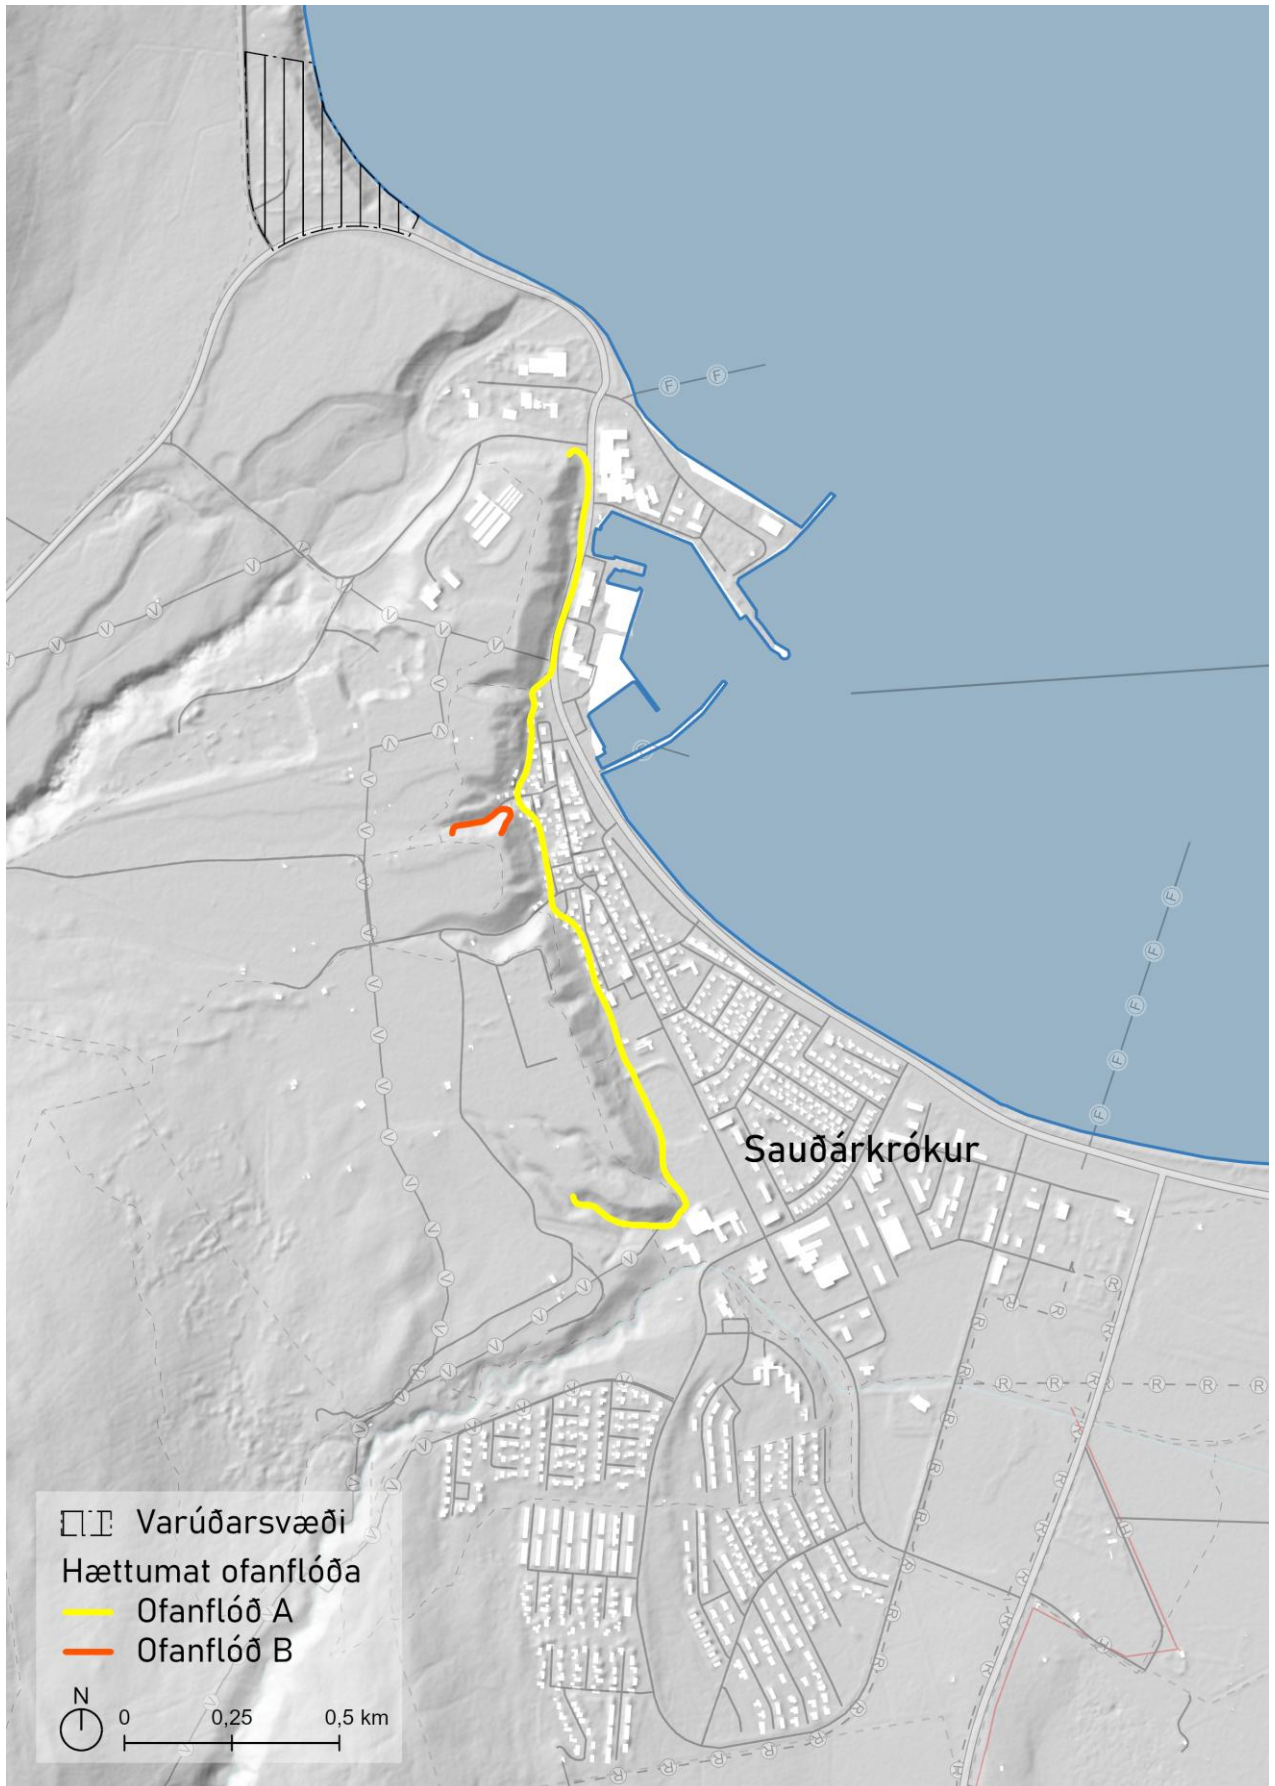 Sauðárkrókur
Varúðarsvæði
Hættumat ofanflóða
Ofanflóð A
Ofanflóð B
N
0 0,25 0,5 km